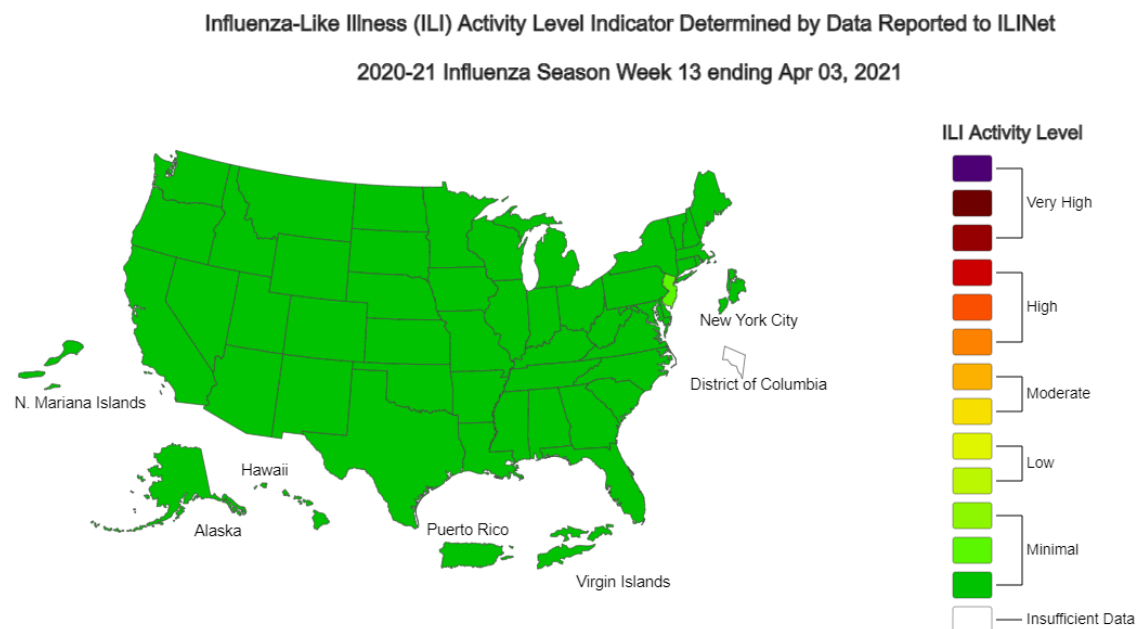 Influenza-Like Illness (ILI) Activity Level Indicator Determined by Data Reported to ILINet
2020-21 Influenza Season Week 13 ending Apr 03, 2021
ILI Activity Level
Very High
High
Moderate
Low
Minimal
Insufficient Data
New York City
District of Columbia
N. Mariana Islands
Hawaii
Alaska
Puerto Rico
Virgin Islands